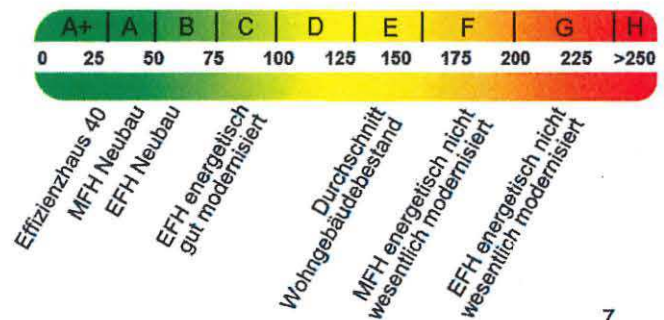 A+ A B C D E F G H
0 25 50 75 100 125 150 175 200 225 >250
Effizienzhaus 40
MFH Neubau
EFH Neubau
EFH energetisch
gut modernisiert
Durchschnitt
Wohngebäudebestand
MFH energetisch nicht
wesentlich modernisiert
EFH energetisch nicht
wesentlich modernisiert
7